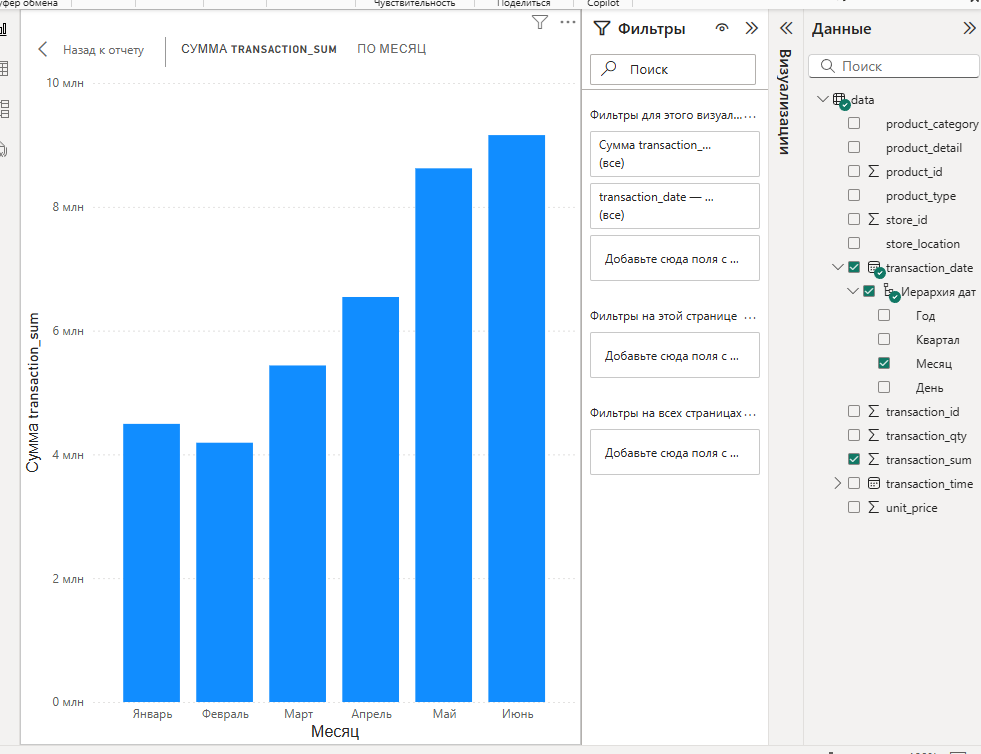 уфер обмена
Чувствительность
Поделиться
Copilot
Назад к отчету
СУММА TRANSACTION_SUM
ПО МЕСЯЦ
10 млн
8 млн
6 млн
4 млн
2 млн
0 млн
Сумма transaction_sum
Январь
Февраль
Март
Апрель
Май
Июнь
Месяц
Фильтры
Поиск
Фильтры для этого визуал...
Сумма transaction_...
(все)
transaction_date — ...
(все)
Добавьте сюда поля с ...
Фильтры на этой странице
Добавьте сюда поля с ...
Фильтры на всех страницах
Добавьте сюда поля с ...
Визуализации
Данные
Поиск
data
product_category
product_detail
product_id
product_type
store_id
store_location
transaction_date
Иерархия дат
Год
Квартал
Месяц
День
transaction_id
transaction_qty
transaction_sum
transaction_time
unit_price